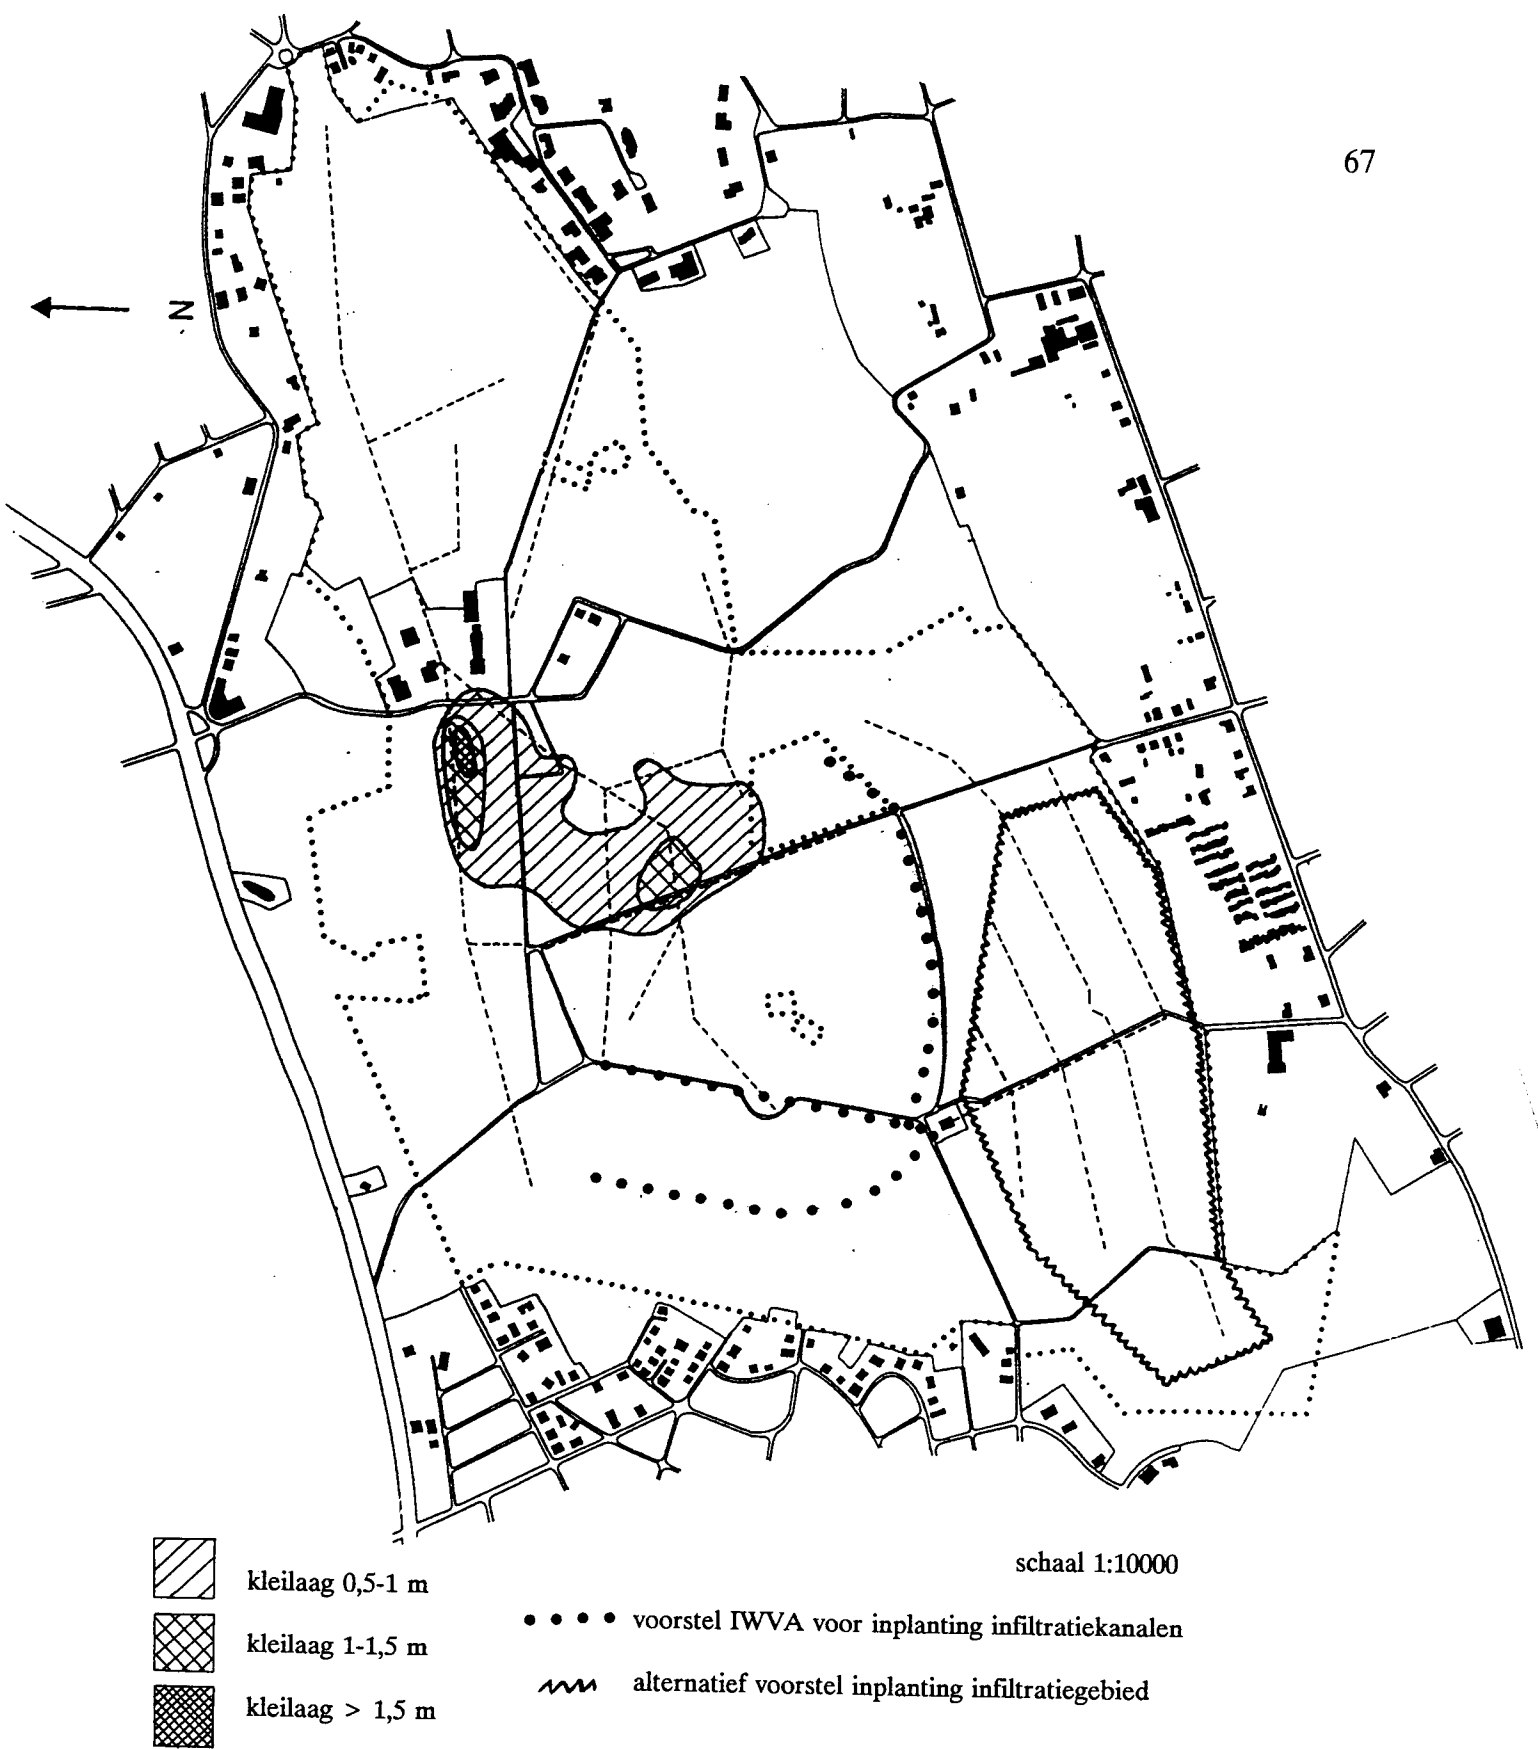 67
N
kleilaag 0,5-1 m
kleilaag 1-1,5 m
kleilaag > 1,5 m
schaal 1:10000
voorstel IWVA voor inplanting infiltratiekanalen
alternatief voorstel inplanting infiltratiegebied